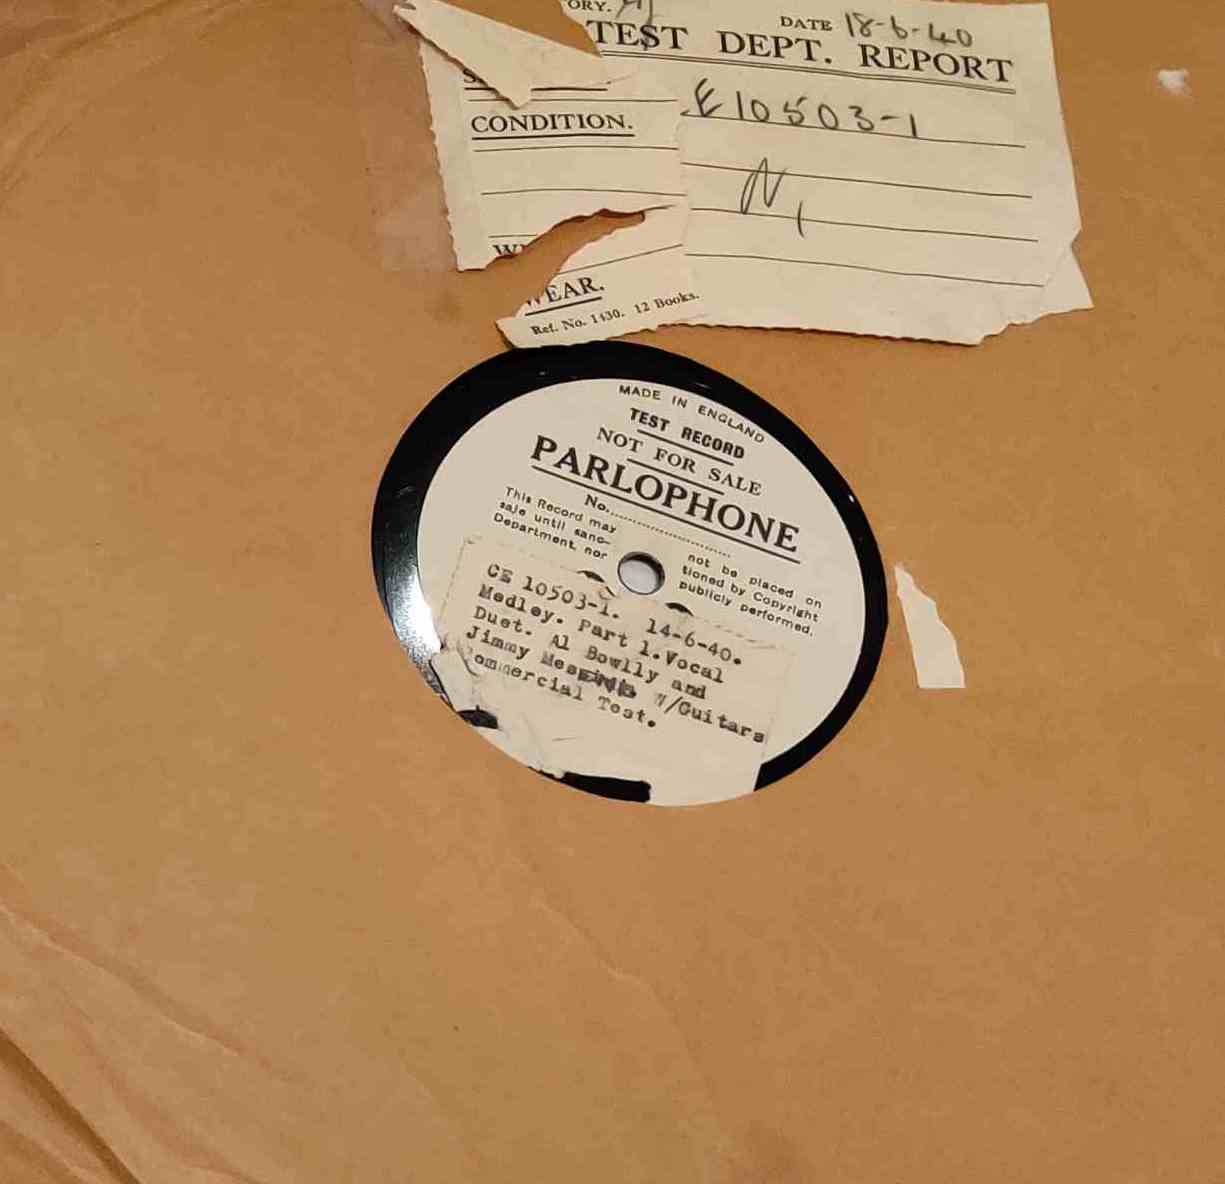 ORY.
DATE 18-6-40
TEST DEPT. REPORT
E10503-1
CONDITION.
N
WEAR.
Ref. No. 1430. 12 Books.
MADE IN ENGLAND
TEST RECORD
NOT FOR SALE
PARLOPHONE
No.
This Record may not be placed on
sale until sanc- tioned by Copyright
Department, nor publicly performed.
CE 10503-1. 14-6-40.
Medley. Part 1. Vocal
Duet. Al Bowlly and
Jimmy W/Guitars
ommercial Test.